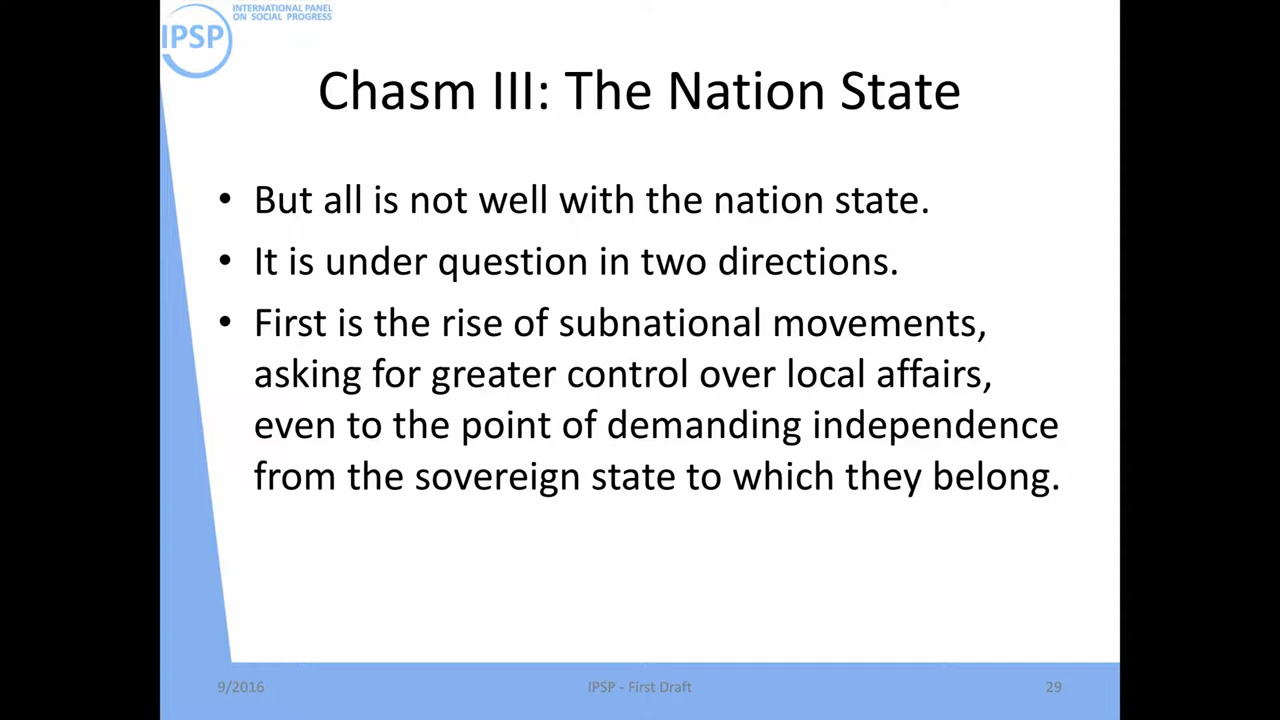 INTERNATIONAL PANEL
ON SOCIAL PROGRESS
IPSP
Chasm III: The Nation State
• But all is not well with the nation state.
• It is under question in two directions.
• First is the rise of subnational movements,
asking for greater control over local affairs,
even to the point of demanding independence
from the sovereign state to which they belong.
9/2016
IPSP - First Draft
29